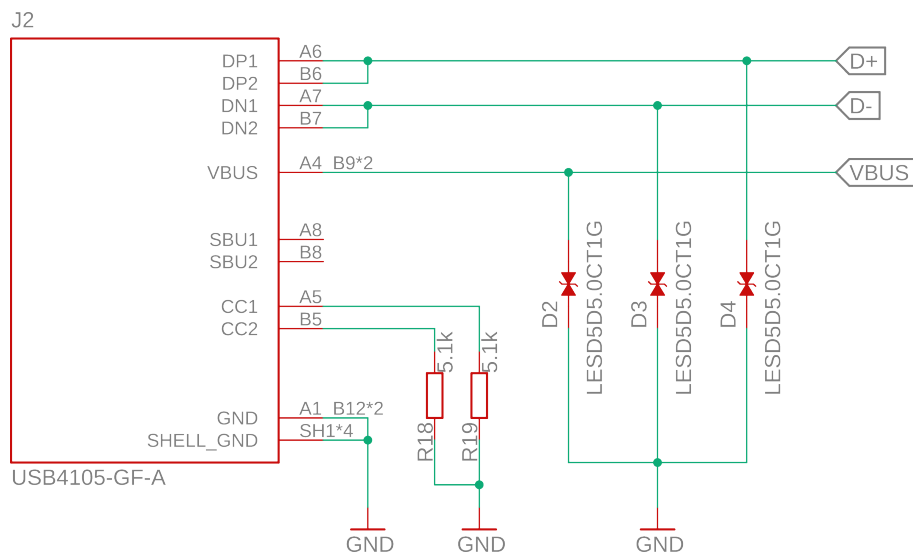 J2
DP1 A6
DP2 B6
DN1 A7
DN2 B7
VBUS A4 B9*2
SBU1 A8
SBU2 B8
CC1 A5
CC2 B5
GND A1 B12*2
SHELL_GND SH1*4
USB4105-GF-A
D+
D-
VBUS
5.1k
R18
5.1k
R19
D2
LESD5D5.0CT1G
D3
LESD5D5.0CT1G
D4
LESD5D5.0CT1G
GND
GND
GND